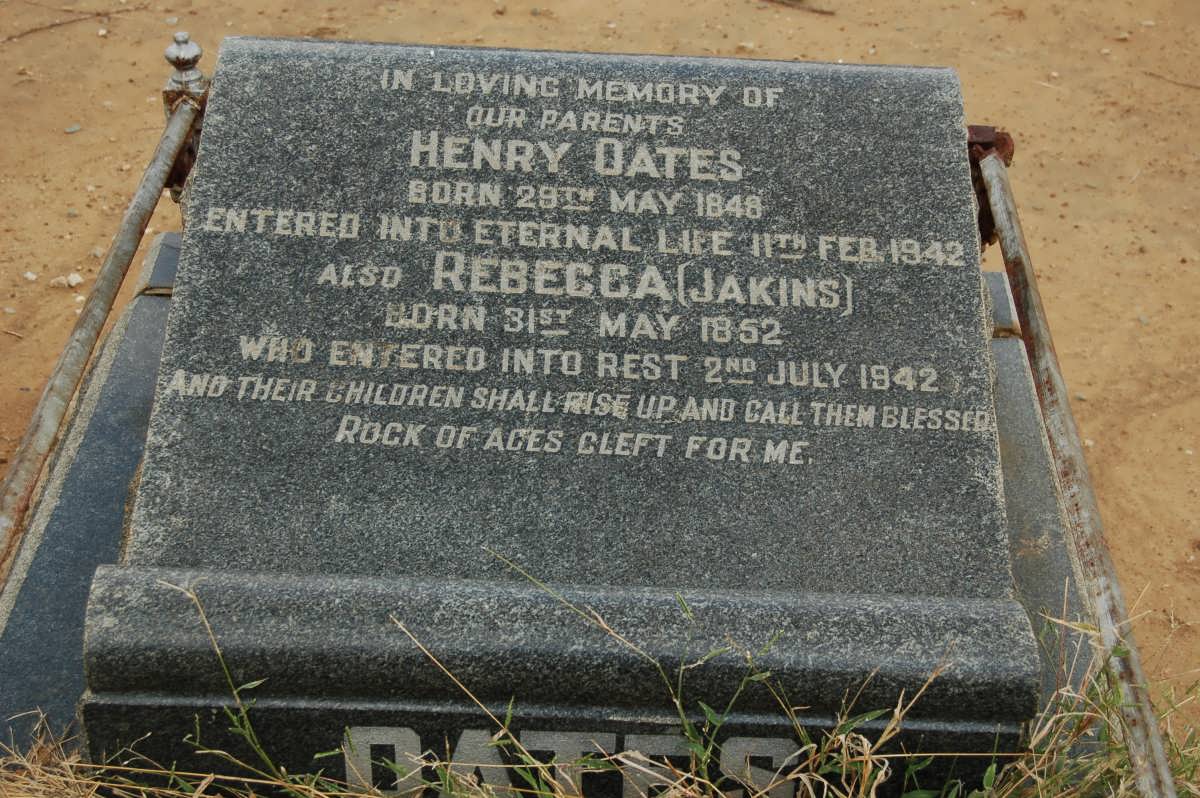 IN LOVING MEMORY OF
OUR PARENTS
HENRY OATES
BORN 29TH MAY 1848
ENTERED INTO ETERNAL LIFE 11TH FEB. 1942
ALSO REBECCA (JAKINS)
BORN 31ST MAY 1852
WHO ENTERED INTO REST 2ND JULY 1942
AND THEIR CHILDREN SHALL RISE UP AND CALL THEM BLESSED.
ROCK OF AGES CLEFT FOR ME.
OATES